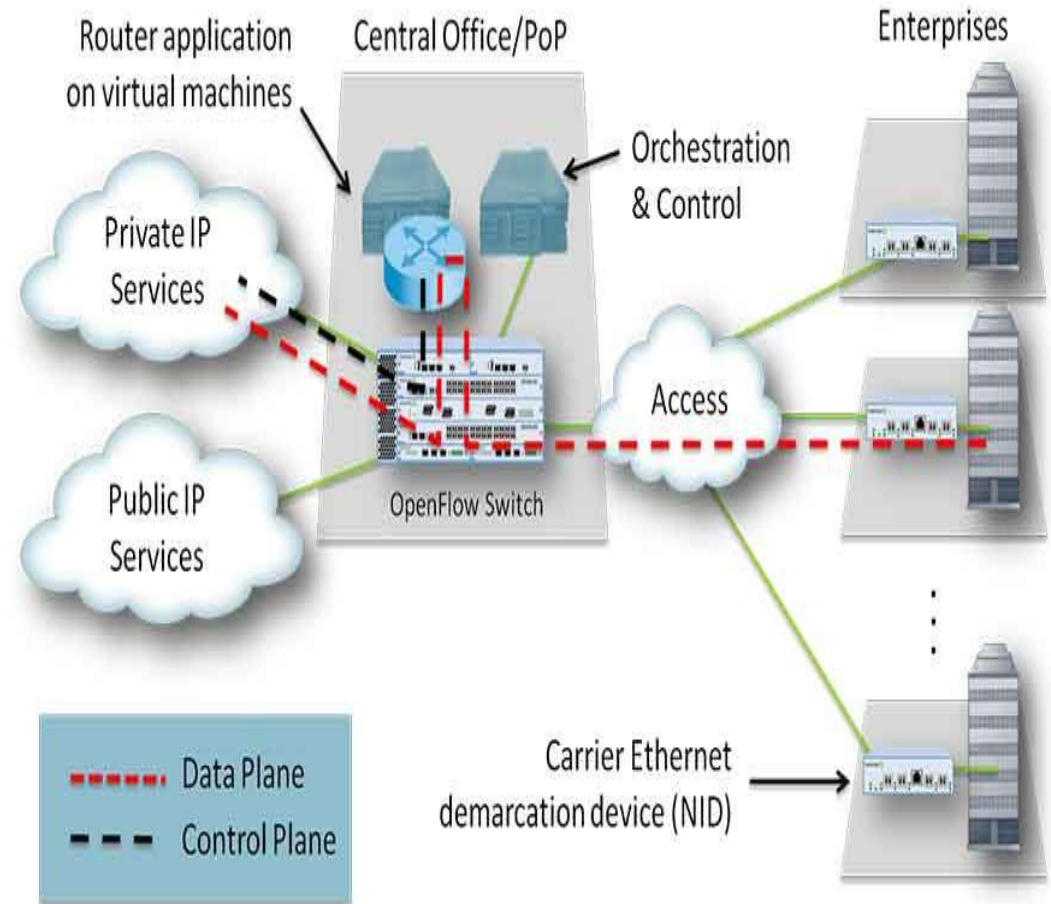 Router application
on virtual machines
Central Office/PoP
Enterprises
Orchestration
& Control
Private IP
Services
Access
OpenFlow Switch
Public IP
Services
Carrier Ethernet
demarcation device (NID)
Data Plane
Control Plane